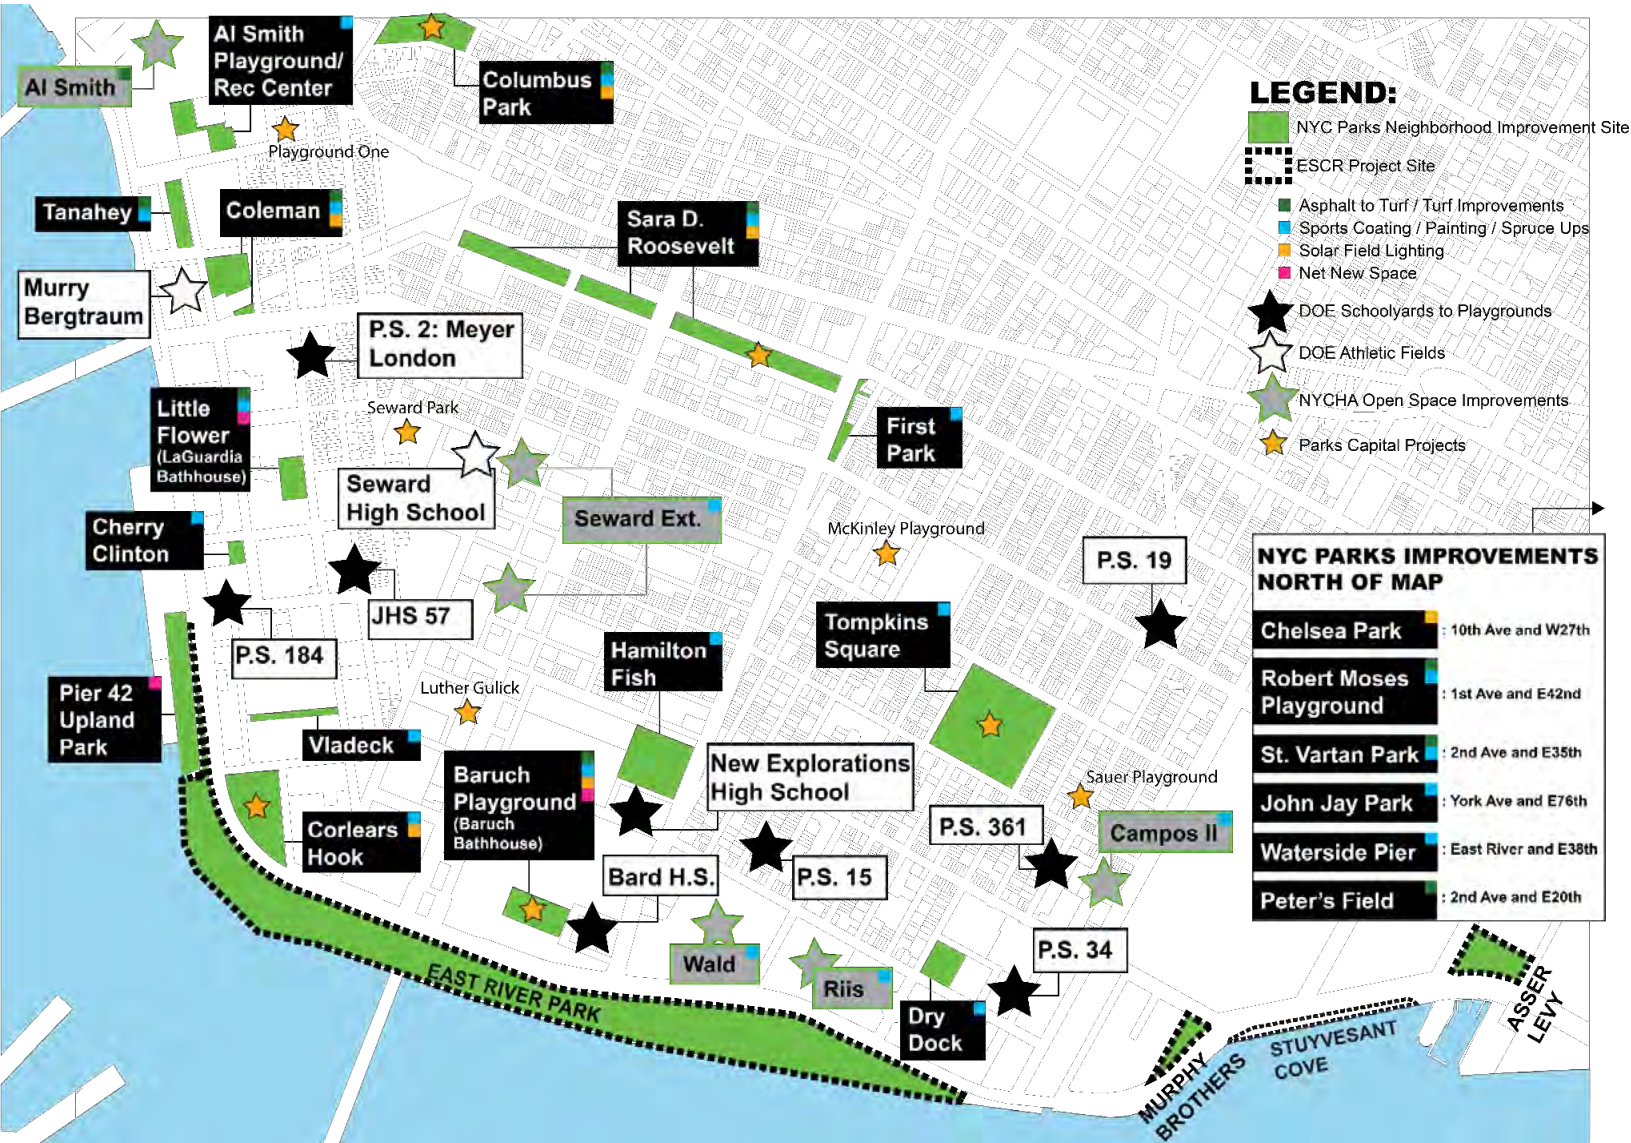 Al Smith
Al Smith
Playground/
Rec Center
Columbus
Park
Playground One
Tanahey
Coleman
Murry
Bergtraum
Sara D.
Roosevelt
P.S. 2: Meyer
London
Little
Flower
(LaGuardia
Bathhouse)
Seward Park
Seward
High School
First
Park
Seward Ext.
Cherry
Clinton
McKinley Playground
P.S. 19
JHS 57
P.S. 184
Hamilton
Fish
Tompkins
Square
Pier 42
Upland
Park
Luther Gulick
Vladeck
Baruch
Playground
(Baruch
Bathhouse)
New Explorations
High School
Sauer Playground
Corlears
Hook
P.S. 361
Campos II
Bard H.S.
P.S. 15
Wald
Riis
P.S. 34
Dry
Dock
EAST RIVER PARK
MURPHY
BROTHERS
STUYVESANT
COVE
ASSER
LEVY
LEGEND:
NYC Parks Neighborhood Improvement Site
ESCR Project Site
Asphalt to Turf / Turf Improvements
Sports Coating / Painting / Spruce Ups
Solar Field Lighting
Net New Space
DOE Schoolyards to Playgrounds
DOE Athletic Fields
NYCHA Open Space Improvements
Parks Capital Projects
NYC PARKS IMPROVEMENTS
NORTH OF MAP
Chelsea Park : 10th Ave and W27th
Robert Moses
Playground : 1st Ave and E42nd
St. Vartan Park : 2nd Ave and E35th
John Jay Park : York Ave and E76th
Waterside Pier : East River and E38th
Peter's Field : 2nd Ave and E20th